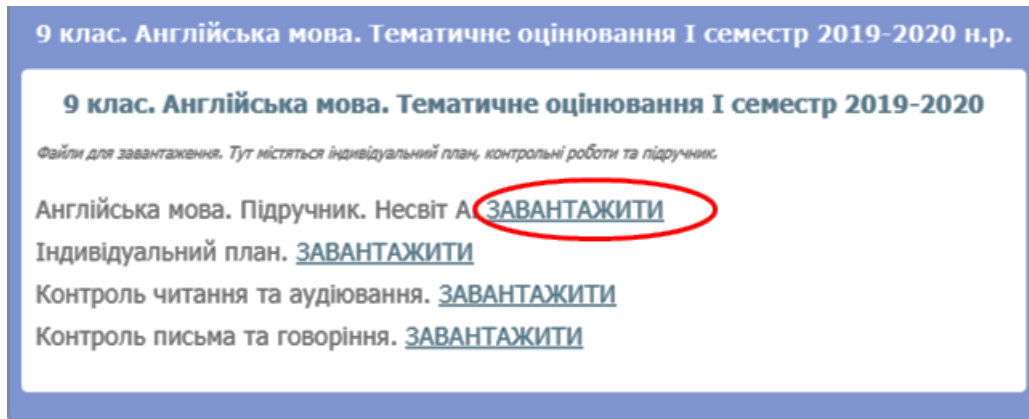 9 клас. Англійська мова. Тематичне оцінювання І семестр 2019-2020 н.р.
9 клас. Англійська мова. Тематичне оцінювання І семестр 2019-2020
Файли для завантаження. Тут містяться індивідуальний план, контрольні роботи та підручник.
Англійська мова. Підручник. Несвіт А. ЗАВАНТАЖИТИ
Індивідуальний план. ЗАВАНТАЖИТИ
Контроль читання та аудіювання. ЗАВАНТАЖИТИ
Контроль письма та говоріння. ЗАВАНТАЖИТИ